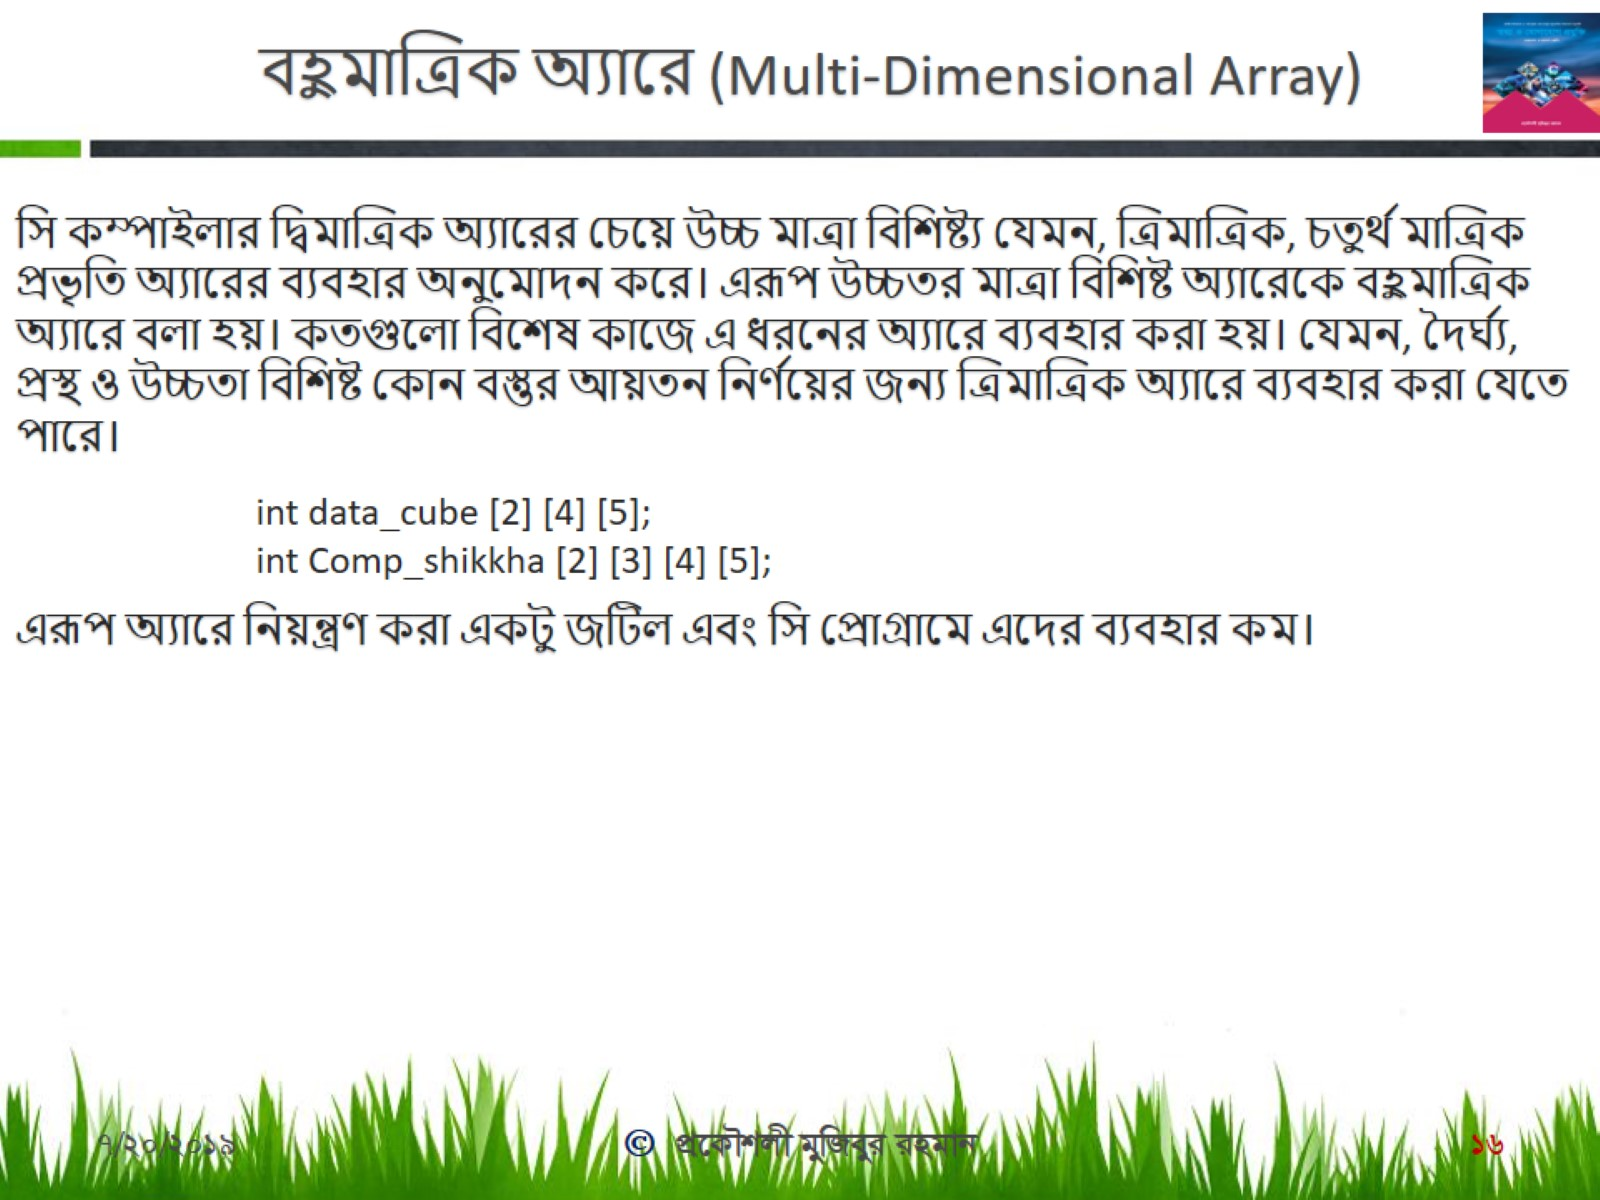 বহুমাত্রিক অ্যারে (Multi-Dimensional Array)
সি কম্পাইলার দ্বিমাত্রিক অ্যারের চেয়ে উচ্চ মাত্রা বিশিষ্ট্য যেমন, ত্রিমাত্রিক, চতুর্থ মাত্রিক
প্রভৃতি অ্যারের ব্যবহার অনুমোদন করে। এরূপ উচ্চতর মাত্রা বিশিষ্ট অ্যারেকে বহুমাত্রিক
অ্যারে বলা হয়। কতগুলো বিশেষ কাজে এ ধরনের অ্যারে ব্যবহার করা হয়। যেমন, দৈর্ঘ্য,
প্রস্থ ও উচ্চতা বিশিষ্ট কোন বস্তুর আয়তন নির্ণয়ের জন্য ত্রিমাত্রিক অ্যারে ব্যবহার করা যেতে
পারে।
int data_cube [2] [4] [5];
int Comp_shikkha [2] [3] [4] [5];
এরূপ অ্যারে নিয়ন্ত্রণ করা একটু জটিল এবং সি প্রোগ্রামে এদের ব্যবহার কম।
৭/২০/২০১৯
© প্রকৌশলী মুজিবুর রহমান
১৬